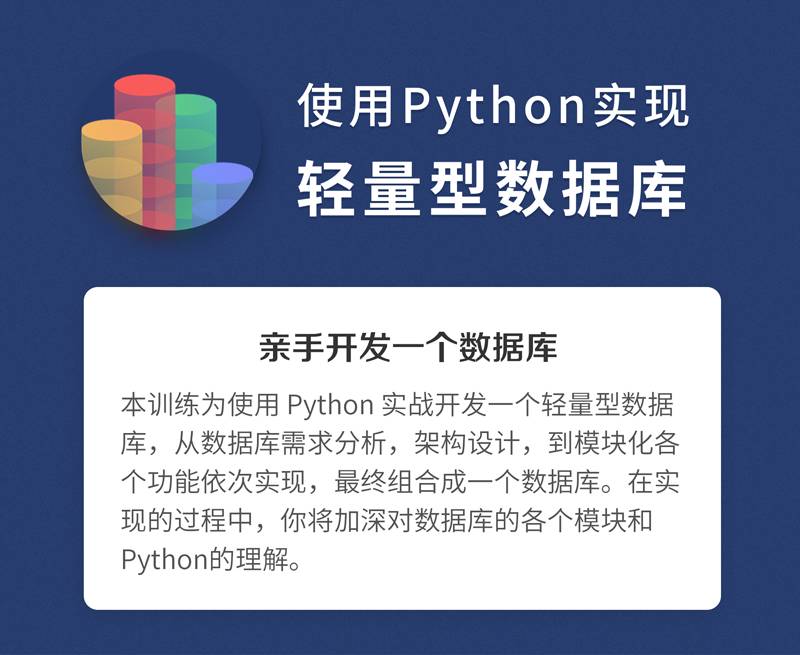 使用Python实现
轻量型数据库
亲手开发一个数据库
本训练为使用 Python 实战开发一个轻量型数据
库，从数据库需求分析，架构设计，到模块化各
个功能依次实现，最终组合成一个数据库。在实
现的过程中，你将加深对数据库的各个模块和
Python的理解。